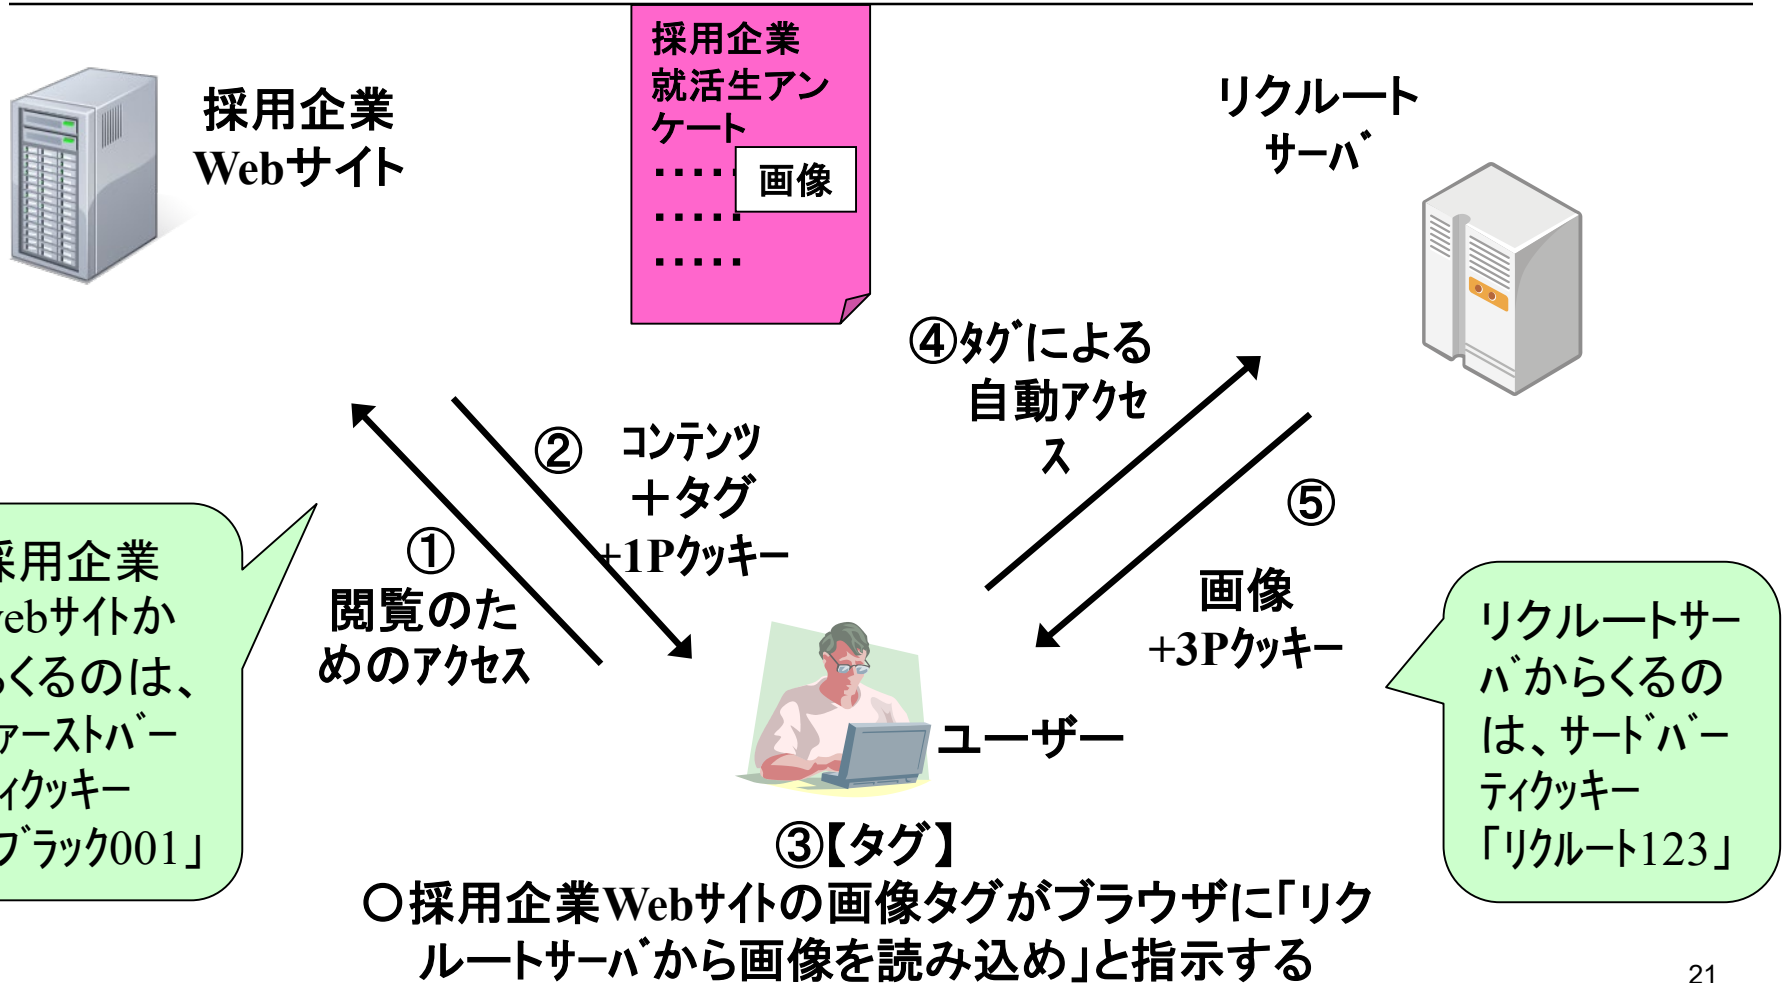 採用企業
Webサイト
採用企業
就活生アン
ケート
・・・・・
画像
・・・・・
・・・・・
リクルート
サーバ
④タグによる
自動アクセ
ス
②
コンテンツ
＋タグ
+1Pクッキー
①
閲覧のた
めのアクセス
⑤
画像
+3Pクッキー
採用企業
webサイトか
らくるのは、
ファーストパー
ティクッキー
ブラック001」
リクルートサー
バからくるの
は、サードパー
ティクッキー
「リクルート123」
ユーザー
③【タグ】
○採用企業Webサイトの画像タグがブラウザに「リク
ルートサーバから画像を読み込め」と指示する
21